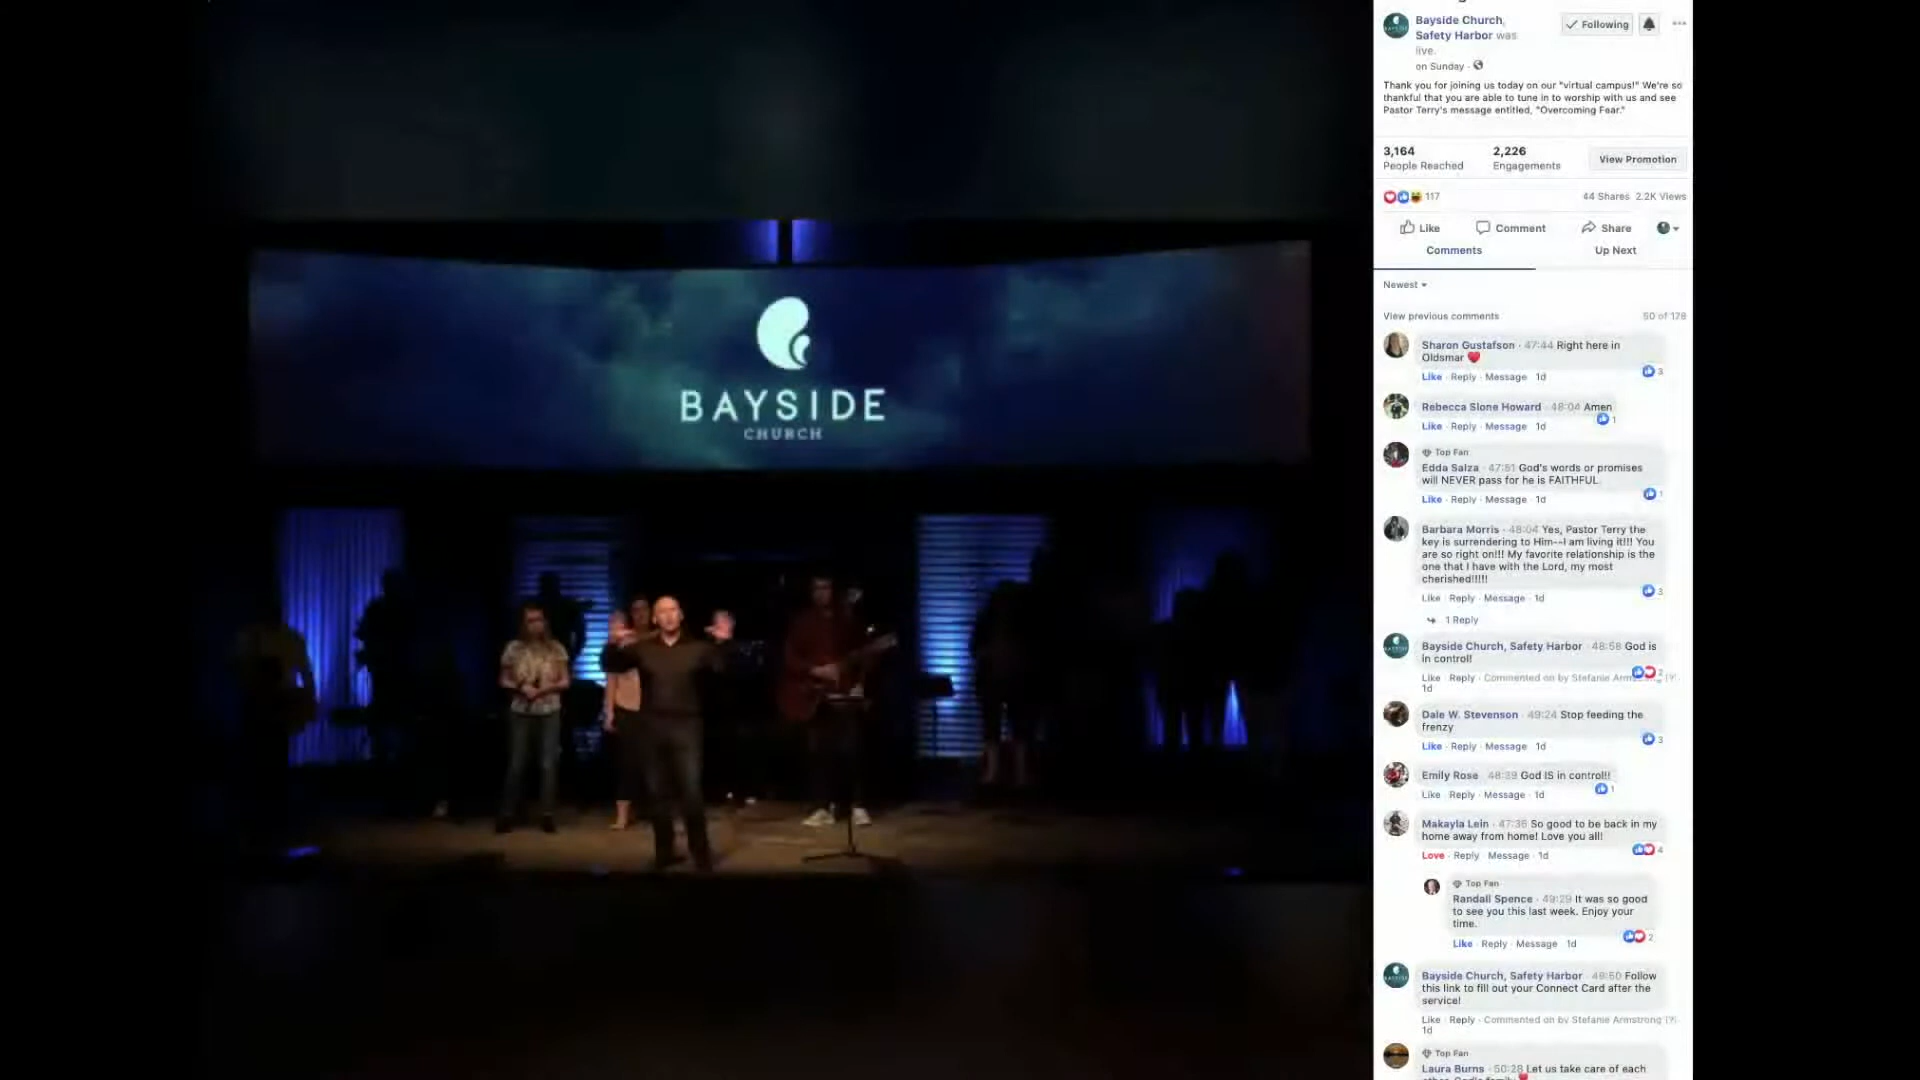 BAYSIDE
CHURCH
Bayside Church,
Safety Harbor was
live.
on Sunday ·
Following
Thank you for joining us today on our "virtual campus!" We're so
thankful that you are able to tune in to worship with us and see
Pastor Terry's message entitled, "Overcoming Fear."
3,164
People Reached
2,226
Engagements
View Promotion
117
44 Shares 2.2K Views
Like
Comment
Share
Comments
Up Next
Newest
View previous comments
50 of 178
Sharon Gustafson · 47:44 Right here in
Oldsmar
3
Like · Reply · Message · 1d
Rebecca Slone Howard · 48:04 Amen
1
Like · Reply · Message · 1d
Top Fan
Edda Salza · 47:51 God's words or promises
will NEVER pass for he is FAITHFUL
1
Like · Reply · Message · 1d
Barbara Morris · 48:04 Yes, Pastor Terry the
key is surrendering to Him--I am living it!!! You
are so right on!!! My favorite relationship is the
one that I have with the Lord, my most
cherished!!!!!
3
Like · Reply · Message · 1d
1 Reply
Bayside Church, Safety Harbor · 48:58 God is
in control!
2
Like · Reply · Commented on by Stefanie
1d
Dale W. Stevenson · 49:24 Stop feeding the
frenzy
3
Like · Reply · Message · 1d
Emily Rose · 48:39 God IS in control!!
1
Like · Reply · Message · 1d
Makayla Lein · 47:36 So good to be back in my
home away from home! Love you all!
4
Love · Reply · Message · 1d
Top Fan
Randall Spence · 49:29 It was so good
to see you this last week. Enjoy your
time.
2
Like · Reply · Message · 1d
Bayside Church, Safety Harbor · Follow
this link to fill out your Connect Card after the
service!
Like · Reply · Commented on by Stefanie Armstrong (?)
1d
Top Fan
Laura Burns · 50:28 Let us take care of each